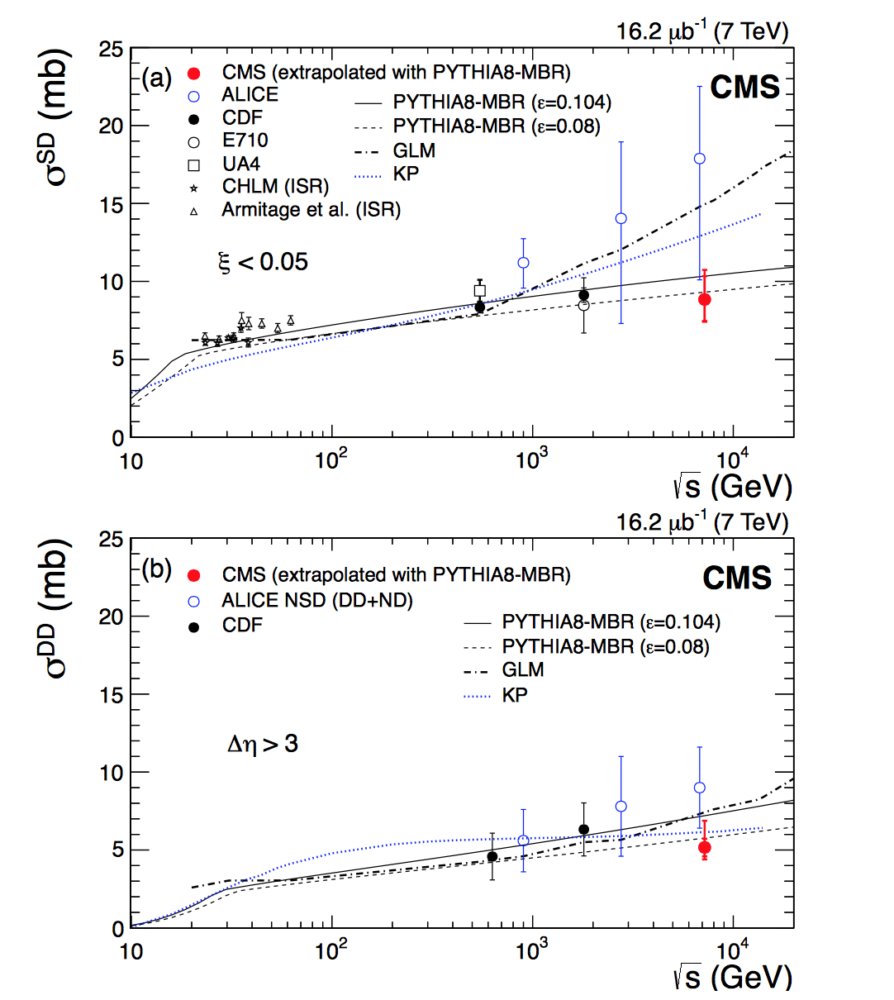 16.2 μb⁻¹ (7 TeV)
σ^SD (mb)
25
20
15
10
5
0
(a)
CMS (extrapolated with PYTHIA8-MBR)
ALICE
CDF
E710
UA4
CHLM (ISR)
Armitage et al. (ISR)
PYTHIA8-MBR (ε=0.104)
PYTHIA8-MBR (ε=0.08)
GLM
KP
CMS
ξ < 0.05
10 10² 10³ 10⁴
√s (GeV)
16.2 μb⁻¹ (7 TeV)
σ^DD (mb)
25
20
15
10
5
0
(b)
CMS (extrapolated with PYTHIA8-MBR)
ALICE NSD (DD+ND)
CDF
PYTHIA8-MBR (ε=0.104)
PYTHIA8-MBR (ε=0.08)
GLM
KP
CMS
Δη > 3
10 10² 10³ 10⁴
√s (GeV)